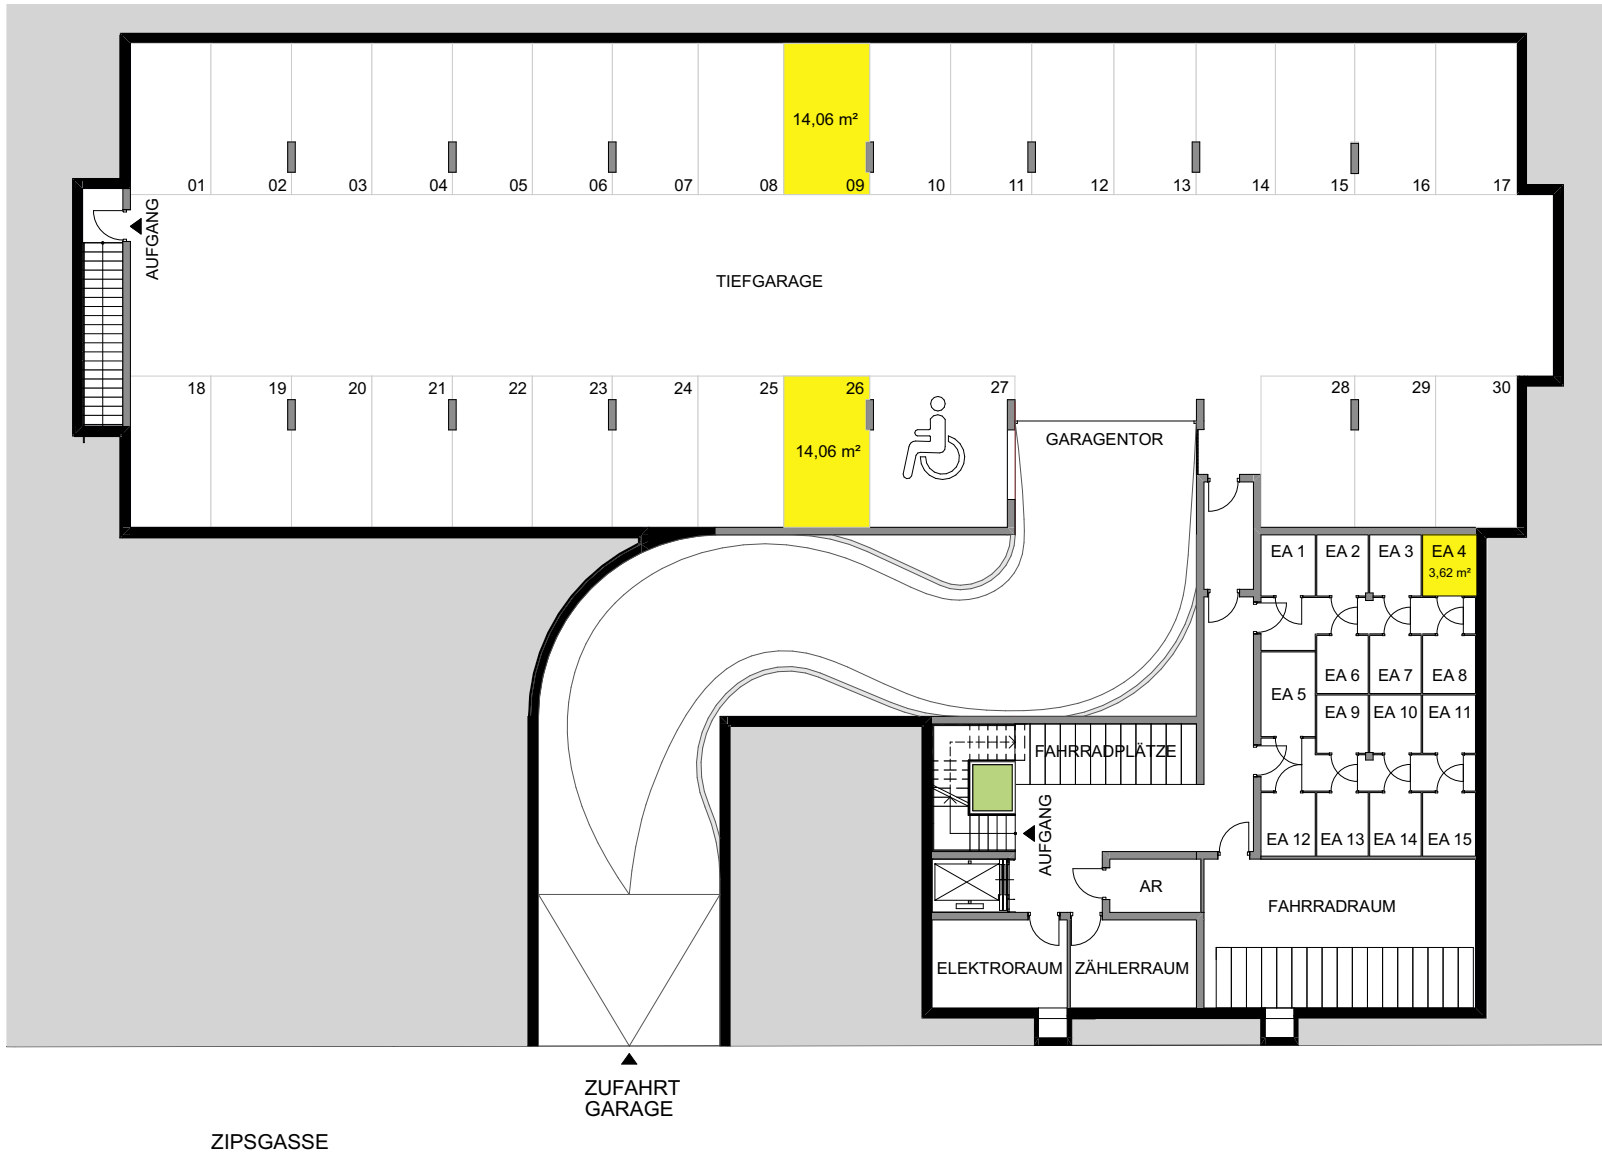 14,06 m²
01 02 03 04 05 06 07 08 09 10 11 12 13 14 15 16 17
AUFGANG
TIEFGARAGE
18 19 20 21 22 23 24 25 26 27 28 29 30
GARAGENTOR
14,06 m²
EA 1 EA 2 EA 3 EA 4
3,62 m²
EA 6 EA 7 EA 8
EA 5
EA 9 EA 10 EA 11
FAHRRADPLÄTZE
AUFGANG
EA 12 EA 13 EA 14 EA 15
AR
FAHRRADRAUM
ELEKTRORAUM ZÄHLERRAUM
ZUFAHRT
GARAGE
ZIPSGASSE